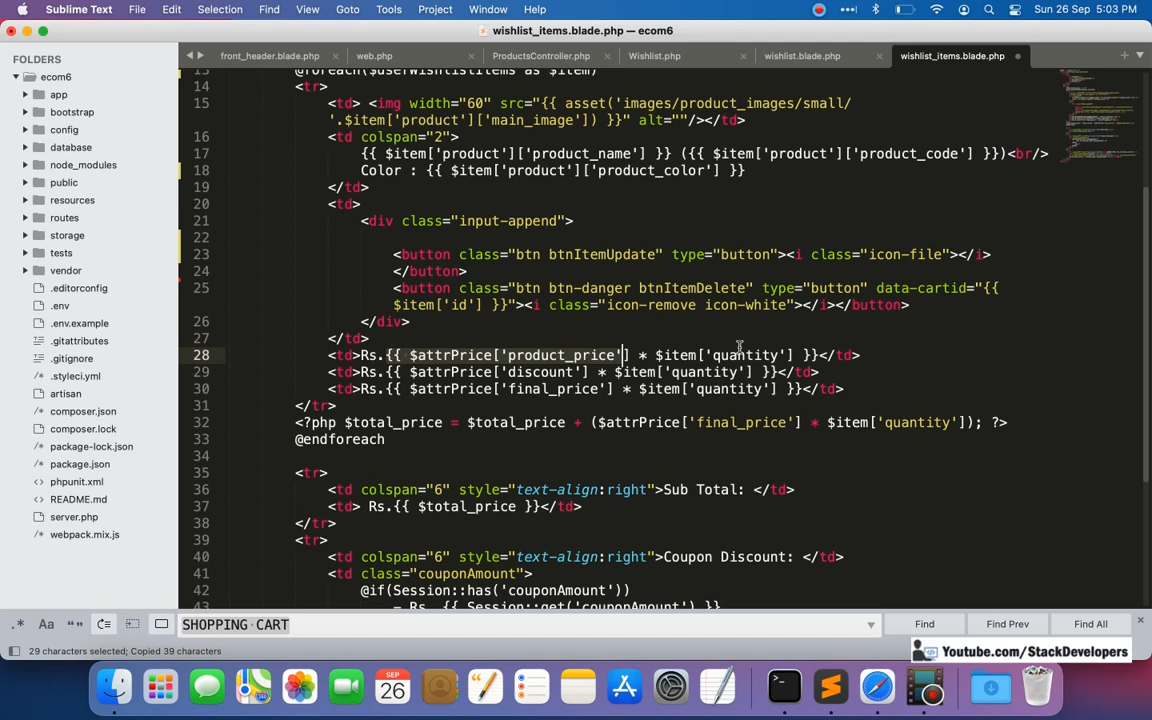 Sublime Text File Edit Selection Find View Goto Tools Project Window Help Sun 26 Sep 5:03 PM
wishlist_items.blade.php — ecom6
FOLDERS
ecom6
app
bootstrap
config
database
node_modules
public
resources
routes
storage
tests
vendor
.editorconfig
.env
.env.example
.gitattributes
.gitignore
.styleci.yml
artisan
composer.json
composer.lock
package-lock.json
package.json
phpunit.xml
README.md
server.php
webpack.mix.js
front_header.blade.php web.php ProductsController.php Wishlist.php wishlist.blade.php wishlist_items.blade.php
13 @foreach($userWishlistItems as $item)
14 <tr>
15 <td> <img width="60" src="{{ asset('images/product_images/small/
'.$item['product']['main_image']) }}" alt=""/></td>
16 <td colspan="2">
17 {{ $item['product']['product_name'] }} ({{ $item['product']['product_code'] }})<br/>
18 Color : {{ $item['product']['product_color'] }}
19 </td>
20 <td>
21 <div class="input-append">
22
23 <button class="btn btnItemUpdate" type="button"><i class="icon-file"></i>
24 </button>
25 <button class="btn btn-danger btnItemDelete" type="button" data-cartid="{{
$item['id'] }}"><i class="icon-remove icon-white"></i></button>
26 </div>
27 </td>
28 <td>Rs.{{ $attrPrice['product_price'] * $item['quantity'] }}</td>
29 <td>Rs.{{ $attrPrice['discount'] * $item['quantity'] }}</td>
30 <td>Rs.{{ $attrPrice['final_price'] * $item['quantity'] }}</td>
31 </tr>
32 <?php $total_price = $total_price + ($attrPrice['final_price'] * $item['quantity']); ?>
33 @endforeach
34
35 <tr>
36 <td colspan="6" style="text-align:right">Sub Total: </td>
37 <td> Rs.{{ $total_price }}</td>
38 </tr>
39 <tr>
40 <td colspan="6" style="text-align:right">Coupon Discount: </td>
41 <td class="couponAmount">
42 @if(Session::has('couponAmount'))
43 - Rs. {{ Session::get('couponAmount') }}
SHOPPING CART
Find Find Prev Find All
29 characters selected; Copied 39 characters
Youtube.com/StackDevelopers
SEP
26